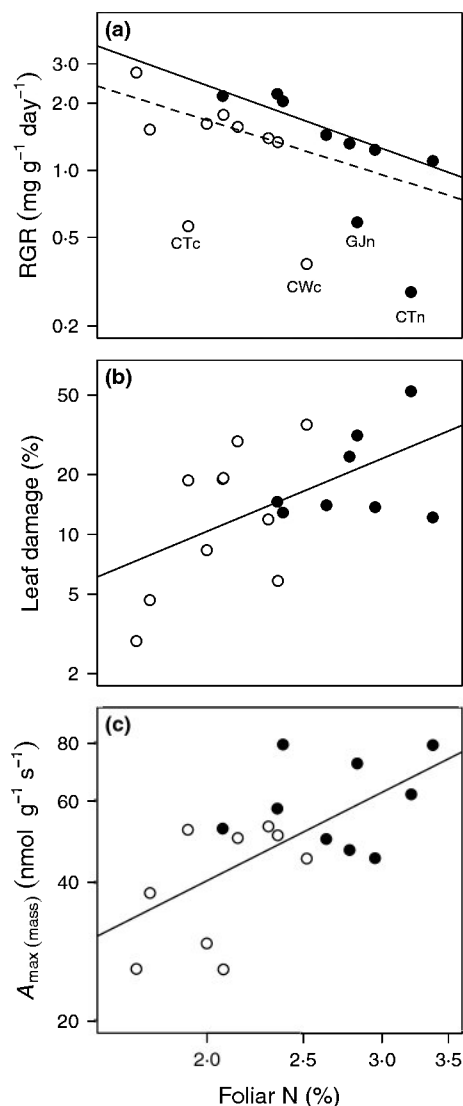 (a)
3·0
2·0
1·0
0·5
0·2
RGR (mg g⁻¹ day⁻¹)
CTc
CWc
GJn
CTn
(b)
50
20
10
5
2
Leaf damage (%)
(c)
80
60
40
20
Amax (mass) (nmol g⁻¹ s⁻¹)
2·0 2·5 3·0 3·5
Foliar N (%)